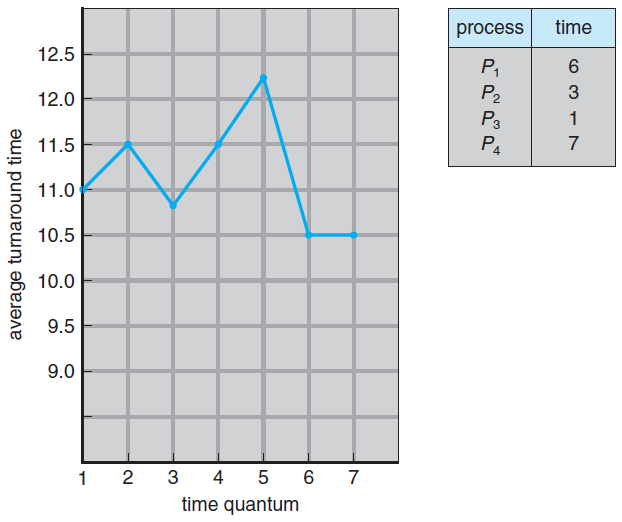 12.5
12.0
11.5
11.0
10.5
10.0
9.5
9.0
average turnaround time
1 2 3 4 5 6 7
time quantum
process time
P1 6
P2 3
P3 1
P4 7